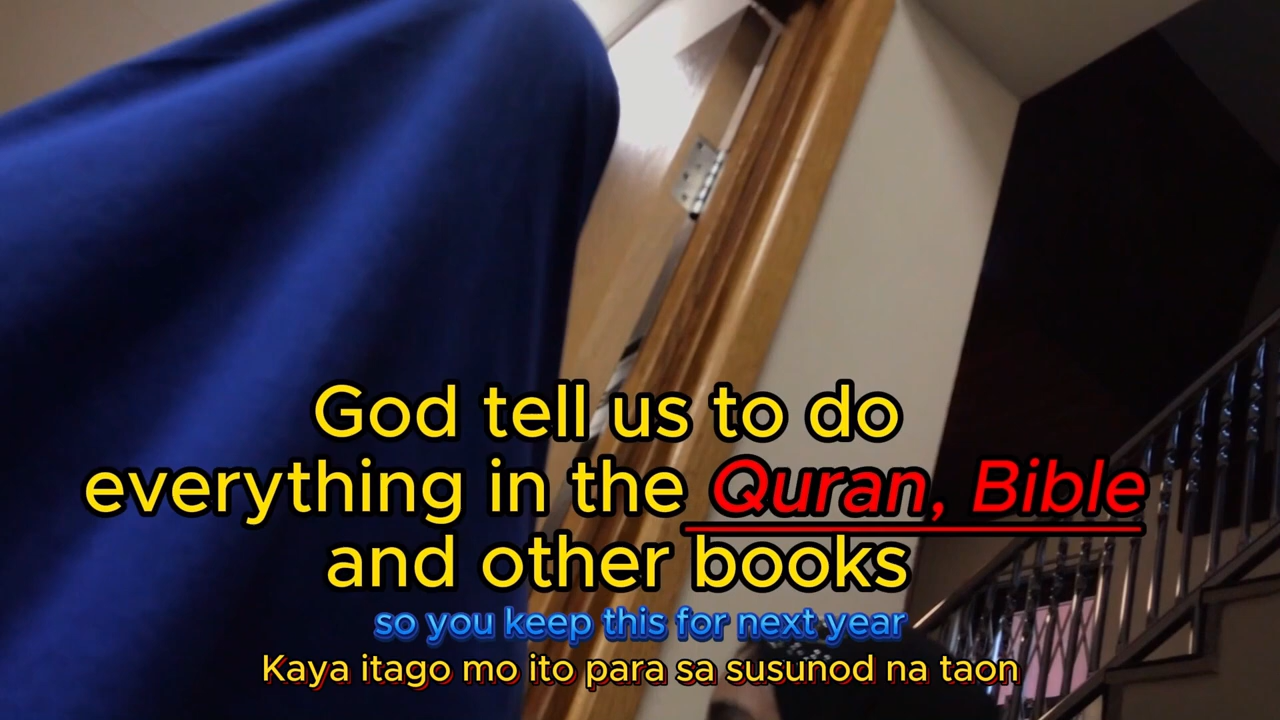 God tell us to do
everything in the Quran, Bible
and other books
so you keep this for next year
Kaya itago mo ito para sa susunod na taon